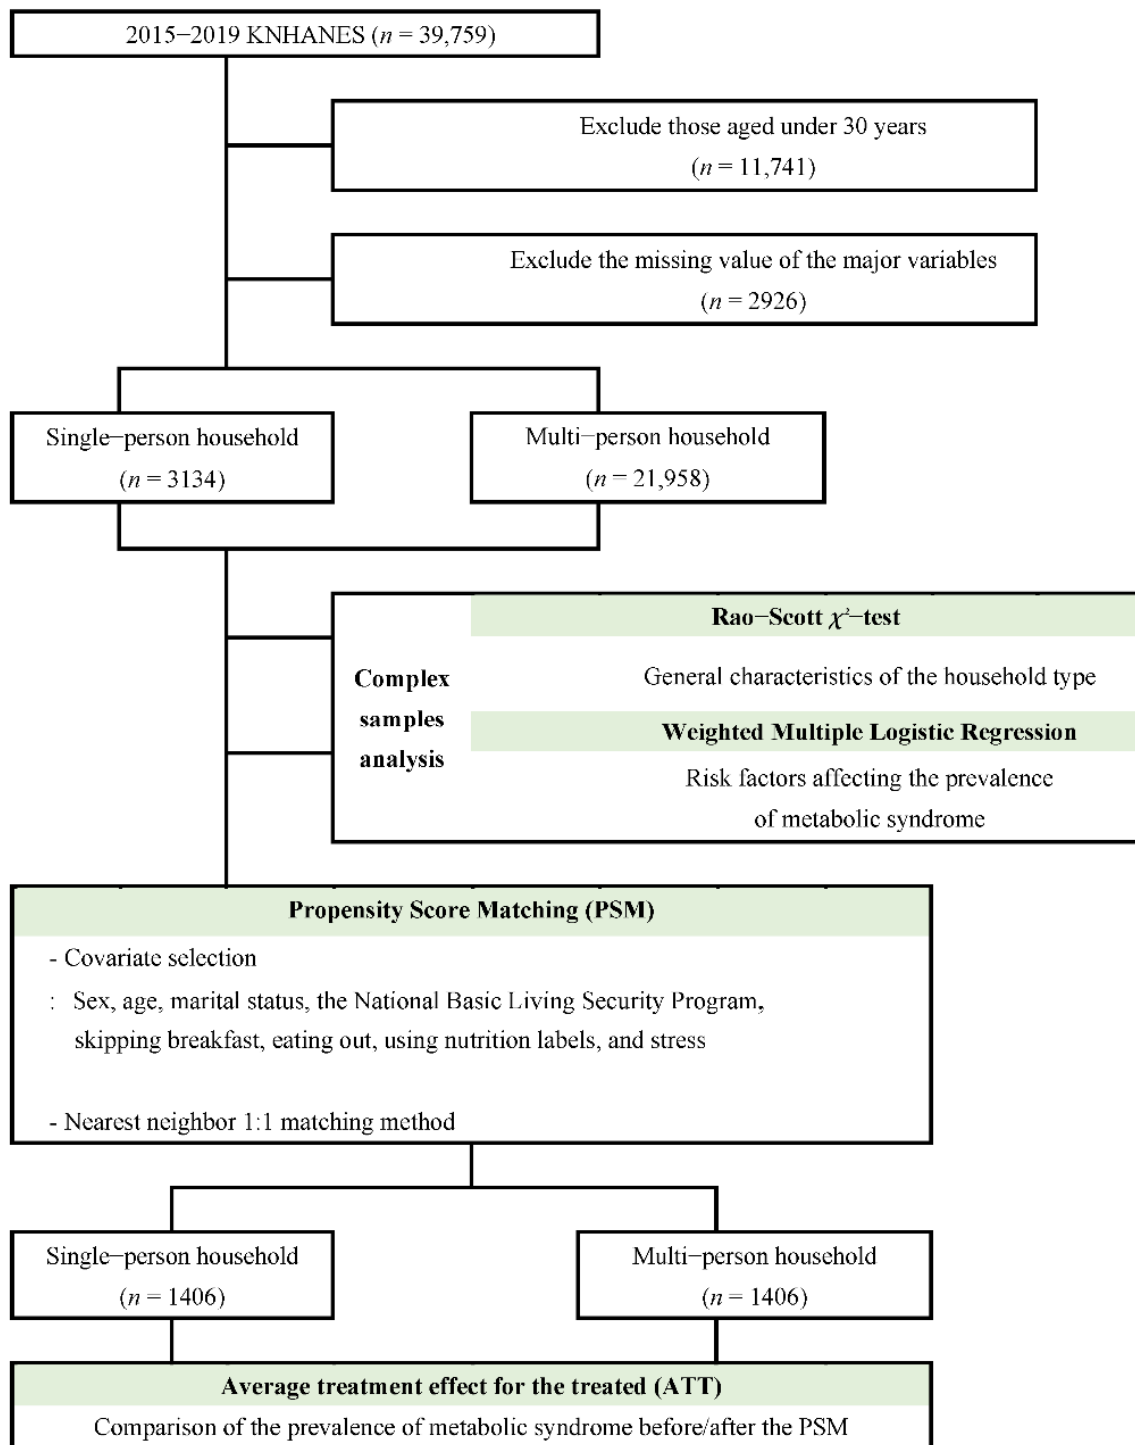 2015−2019 KNHANES (n = 39,759)
Exclude those aged under 30 years
(n = 11,741)
Exclude the missing value of the major variables
(n = 2926)
Single−person household
(n = 3134)
Multi−person household
(n = 21,958)
Complex
samples
analysis
Rao−Scott χ²−test
General characteristics of the household type
Weighted Multiple Logistic Regression
Risk factors affecting the prevalence
of metabolic syndrome
Propensity Score Matching (PSM)
- Covariate selection
: Sex, age, marital status, the National Basic Living Security Program,
skipping breakfast, eating out, using nutrition labels, and stress
- Nearest neighbor 1:1 matching method
Single−person household
(n = 1406)
Multi−person household
(n = 1406)
Average treatment effect for the treated (ATT)
Comparison of the prevalence of metabolic syndrome before/after the PSM